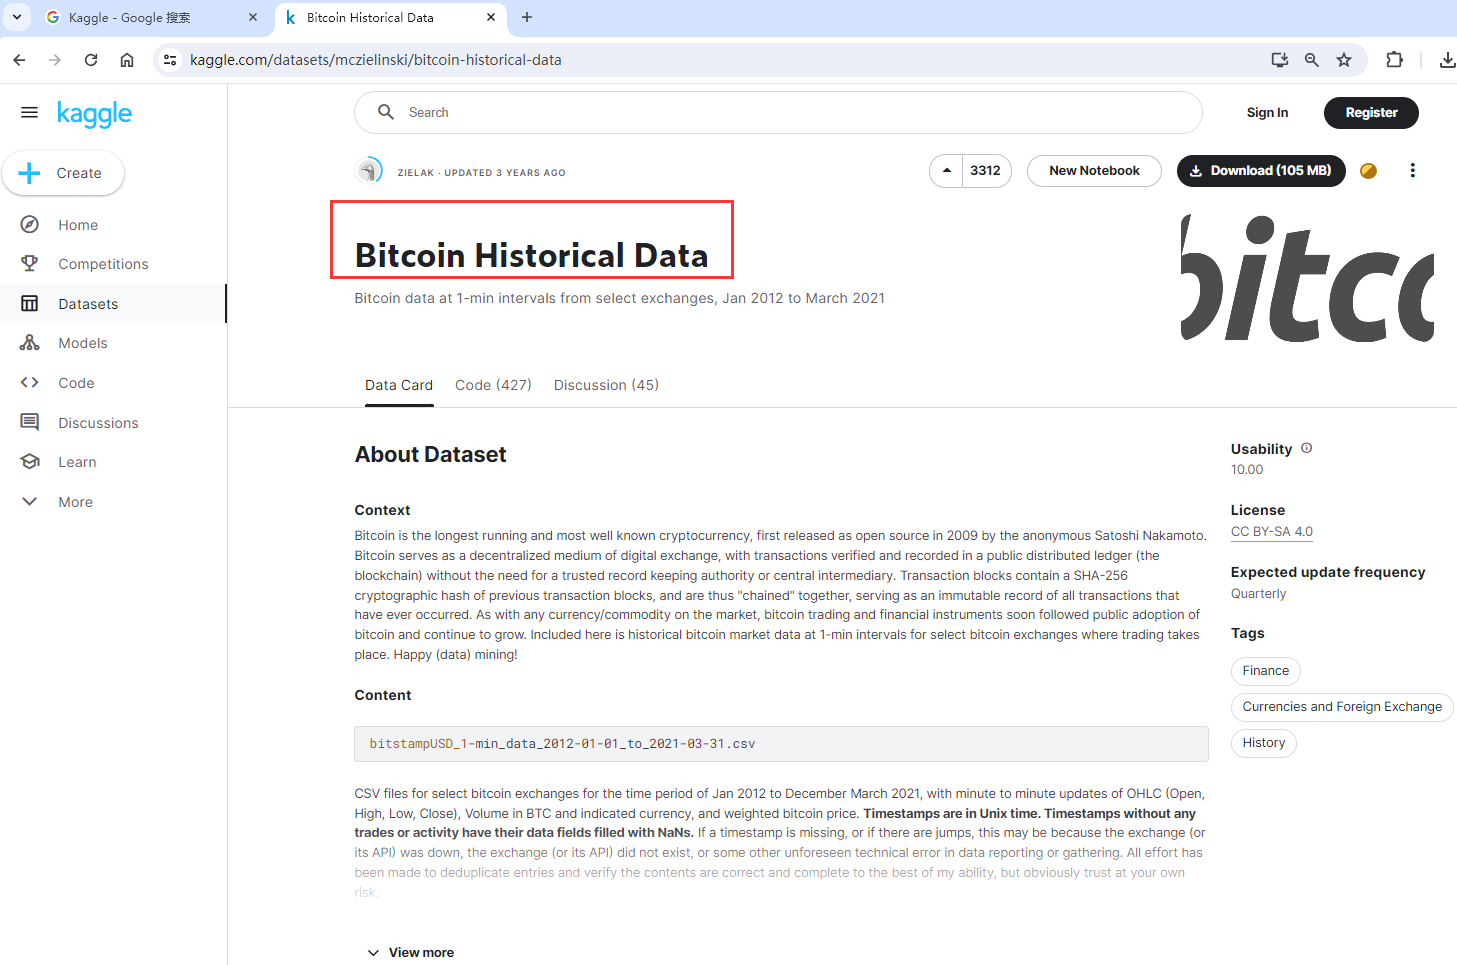 Kaggle - Google 搜索
Bitcoin Historical Data
kaggle.com/datasets/mczielinski/bitcoin-historical-data
kaggle
Search
Sign In
Register
Create
ZIELAK · UPDATED 3 YEARS AGO
3312
New Notebook
Download (105 MB)
Home
Competitions
Datasets
Models
Code
Discussions
Learn
More
Bitcoin Historical Data
Bitcoin data at 1-min intervals from select exchanges, Jan 2012 to March 2021
bitco
Data Card
Code (427)
Discussion (45)
About Dataset
Context
Bitcoin is the longest running and most well known cryptocurrency, first released as open source in 2009 by the anonymous Satoshi Nakamoto.
Bitcoin serves as a decentralized medium of digital exchange, with transactions verified and recorded in a public distributed ledger (the
blockchain) without the need for a trusted record keeping authority or central intermediary. Transaction blocks contain a SHA-256
cryptographic hash of previous transaction blocks, and are thus "chained" together, serving as an immutable record of all transactions that
have ever occurred. As with any currency/commodity on the market, bitcoin trading and financial instruments soon followed public adoption of
bitcoin and continue to grow. Included here is historical bitcoin market data at 1-min intervals for select bitcoin exchanges where trading takes
place. Happy (data) mining!
Content
bitstampUSD_1-min_data_2012-01-01_to_2021-03-31.csv
CSV files for select bitcoin exchanges for the time period of Jan 2012 to December March 2021, with minute to minute updates of OHLC (Open,
High, Low, Close), Volume in BTC and indicated currency, and weighted bitcoin price. Timestamps are in Unix time. Timestamps without any
trades or activity have their data fields filled with NaNs. If a timestamp is missing, or if there are jumps, this may be because the exchange (or
its API) was down, the exchange (or its API) did not exist, or some other unforeseen technical error in data reporting or gathering. All effort has
been made to deduplicate entries and verify the contents are correct and complete to the best of my ability, but obviously trust at your own
risk.
View more
Usability
10.00
License
CC BY-SA 4.0
Expected update frequency
Quarterly
Tags
Finance
Currencies and Foreign Exchange
History